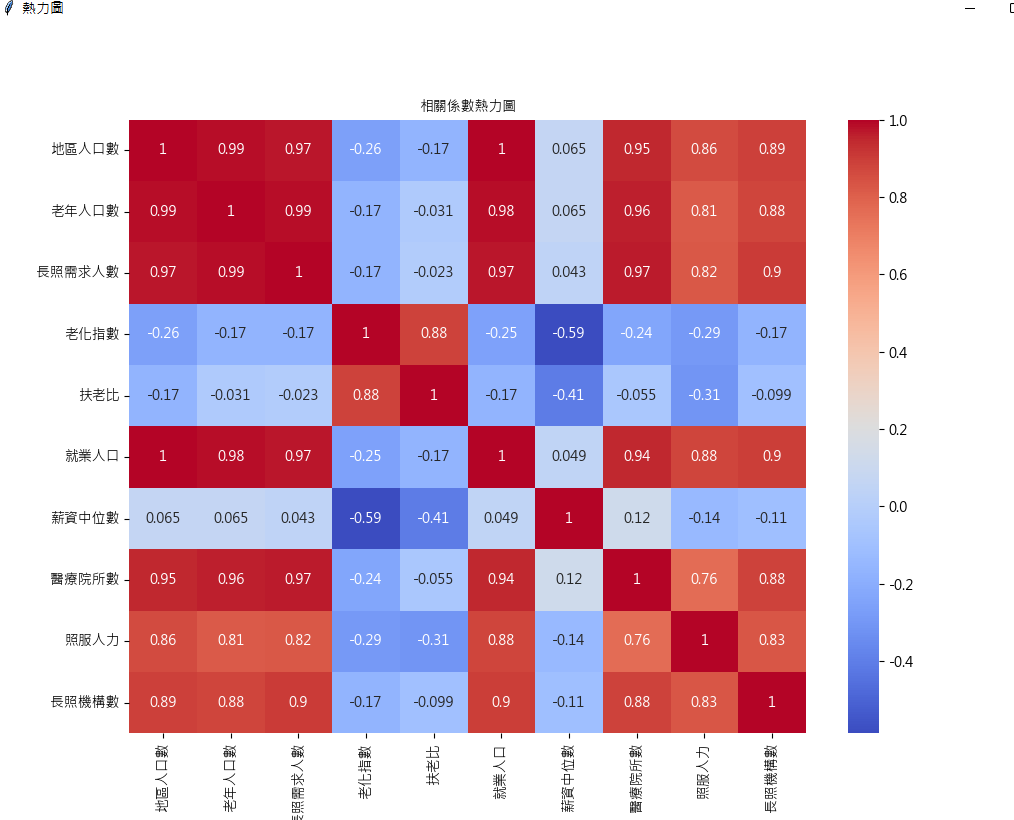 熱力圖
相關係數熱力圖
地區人口數 1 0.99 0.97 -0.26 -0.17 1 0.065 0.95 0.86 0.89
老年人口數 0.99 1 0.99 -0.17 -0.031 0.98 0.065 0.96 0.81 0.88
長照需求人數 0.97 0.99 1 -0.17 -0.023 0.97 0.043 0.97 0.82 0.9
老化指數 -0.26 -0.17 -0.17 1 0.88 -0.25 -0.59 -0.24 -0.29 -0.17
扶老比 -0.17 -0.031 -0.023 0.88 1 -0.17 -0.41 -0.055 -0.31 -0.099
就業人口 1 0.98 0.97 -0.25 -0.17 1 0.049 0.94 0.88 0.9
薪資中位數 0.065 0.065 0.043 -0.59 -0.41 0.049 1 0.12 -0.14 -0.11
醫療院所數 0.95 0.96 0.97 -0.24 -0.055 0.94 0.12 1 0.76 0.88
照服人力 0.86 0.81 0.82 -0.29 -0.31 0.88 -0.14 0.76 1 0.83
長照機構數 0.89 0.88 0.9 -0.17 -0.099 0.9 -0.11 0.88 0.83 1
地區人口數
老年人口數
長照需求人數
老化指數
扶老比
就業人口
薪資中位數
醫療院所數
照服人力
長照機構數
1.0
0.8
0.6
0.4
0.2
0.0
-0.2
-0.4